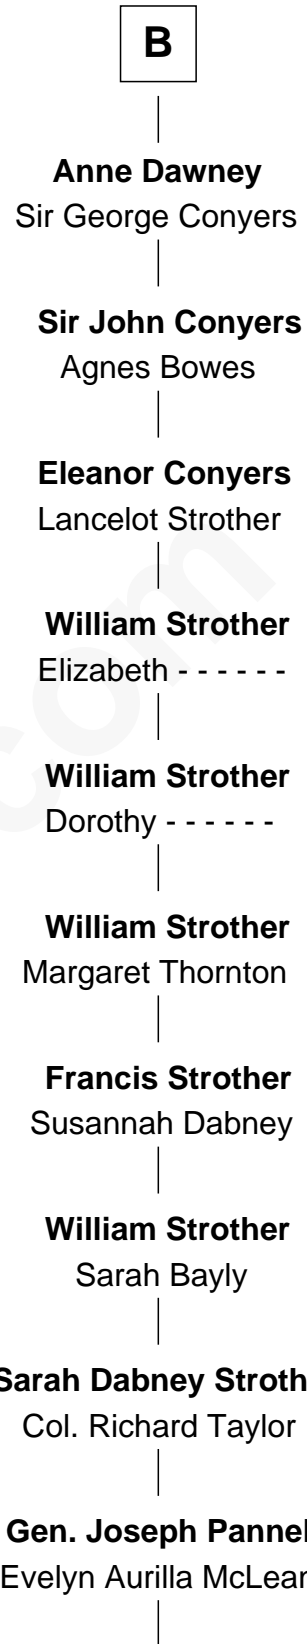 B
Anne Dawney
Sir George Conyers
Sir John Conyers
Agnes Bowes
Eleanor Conyers
Lancelot Strother
William Strother
Elizabeth - - - - - -
William Strother
Dorothy - - - - - -
William Strother
Margaret Thornton
Francis Strother
Susannah Dabney
William Strother
Sarah Bayly
Sarah Dabney Stroth
Col. Richard Taylor
Gen. Joseph Pannel
Evelyn Aurilla McLean
com